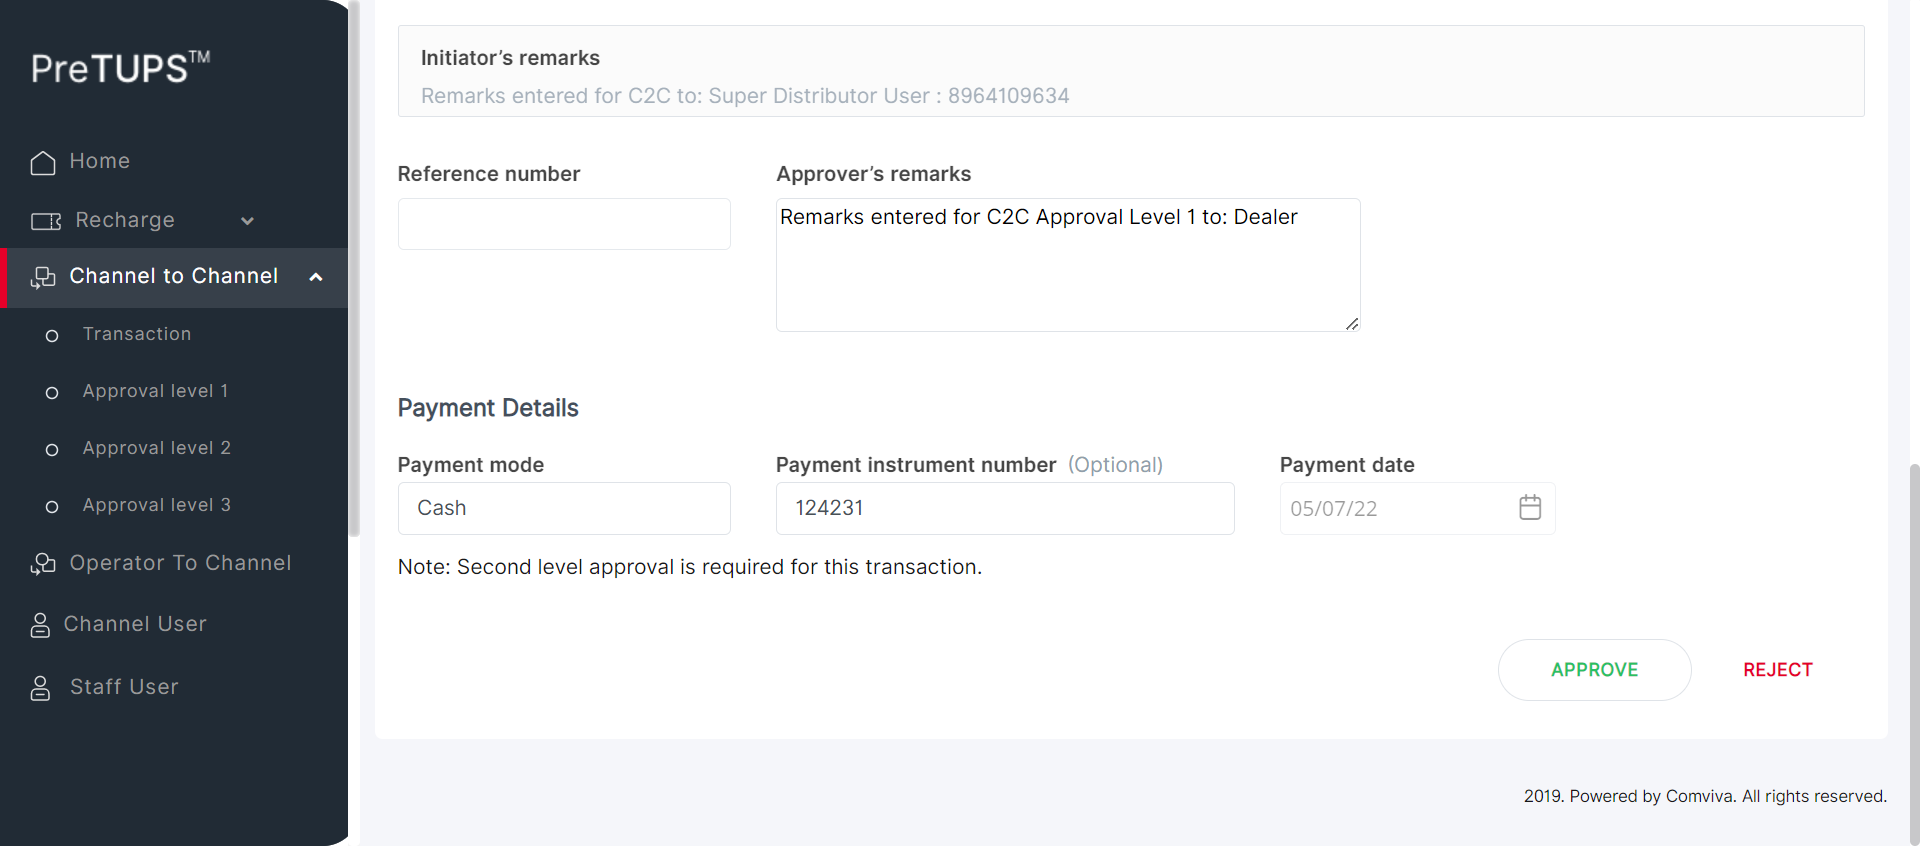 PreTUPS™
Home
Recharge
Channel to Channel
Transaction
Approval level 1
Approval level 2
Approval level 3
Operator To Channel
Channel User
Staff User
Initiator’s remarks
Remarks entered for C2C to: Super Distributor User : 8964109634
Reference number
Approver’s remarks
Remarks entered for C2C Approval Level 1 to: Dealer
Payment Details
Payment mode
Payment instrument number (Optional)
Payment date
Cash
124231
05/07/22
Note: Second level approval is required for this transaction.
APPROVE
REJECT
2019. Powered by Comviva. All rights reserved.